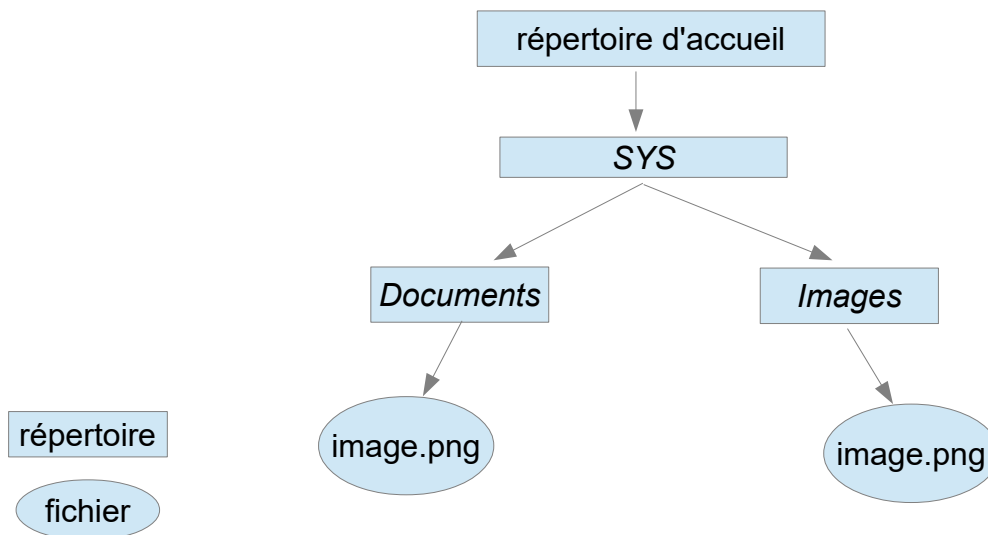 répertoire d'accueil
SYS
Documents
Images
image.png
image.png
répertoire
fichier